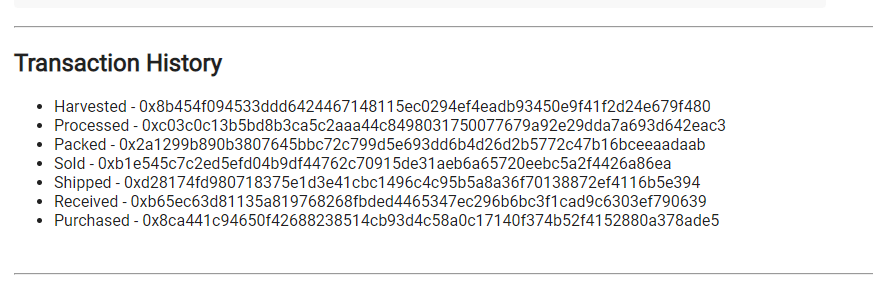 Transaction History
Harvested - 0x8b454f094533ddd6424467148115ec0294ef4eadb93450e9f41f2d24e679f480
Processed - 0xc03c0c13b5bd8b3ca5c2aaa44c8498031750077679a92e29dda7a693d642eac3
Packed - 0x2a1299b890b3807645bbc72c799d5e693dd6b4d26d2b5772c47b16bceeaadaab
Sold - 0xb1e545c7c2ed5efd04b9df44762c70915de31aeb6a65720eebc5a2f4426a86ea
Shipped - 0xd28174fd980718375e1d3e41cbc1496c4c95b5a8a36f70138872ef4116b5e394
Received - 0xb65ec63d81135a819768268fbded4465347ec296b6bc3f1cad9c6303ef790639
Purchased - 0x8ca441c94650f42688238514cb93d4c58a0c17140f374b52f4152880a378ade5